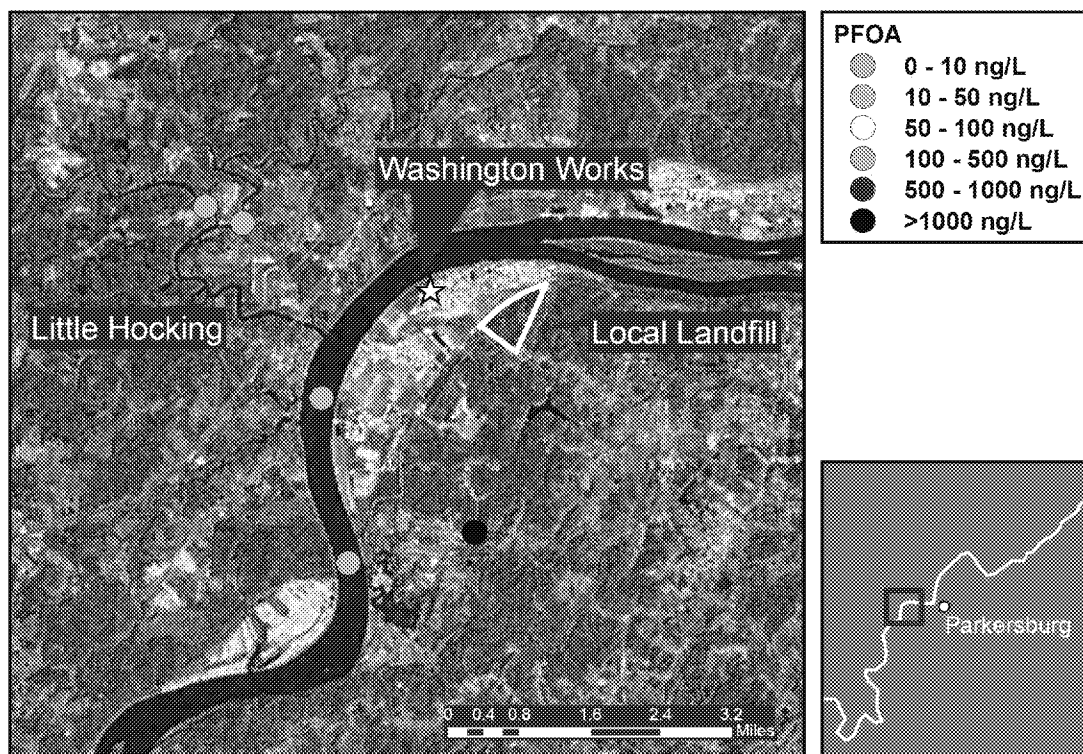 Washington Works
Little Hocking
Local Landfill
0 0.4 0.8 1.6 2.4 3.2
Miles
PFOA
0 - 10 ng/L
10 - 50 ng/L
50 - 100 ng/L
100 - 500 ng/L
500 - 1000 ng/L
>1000 ng/L
Parkersburg